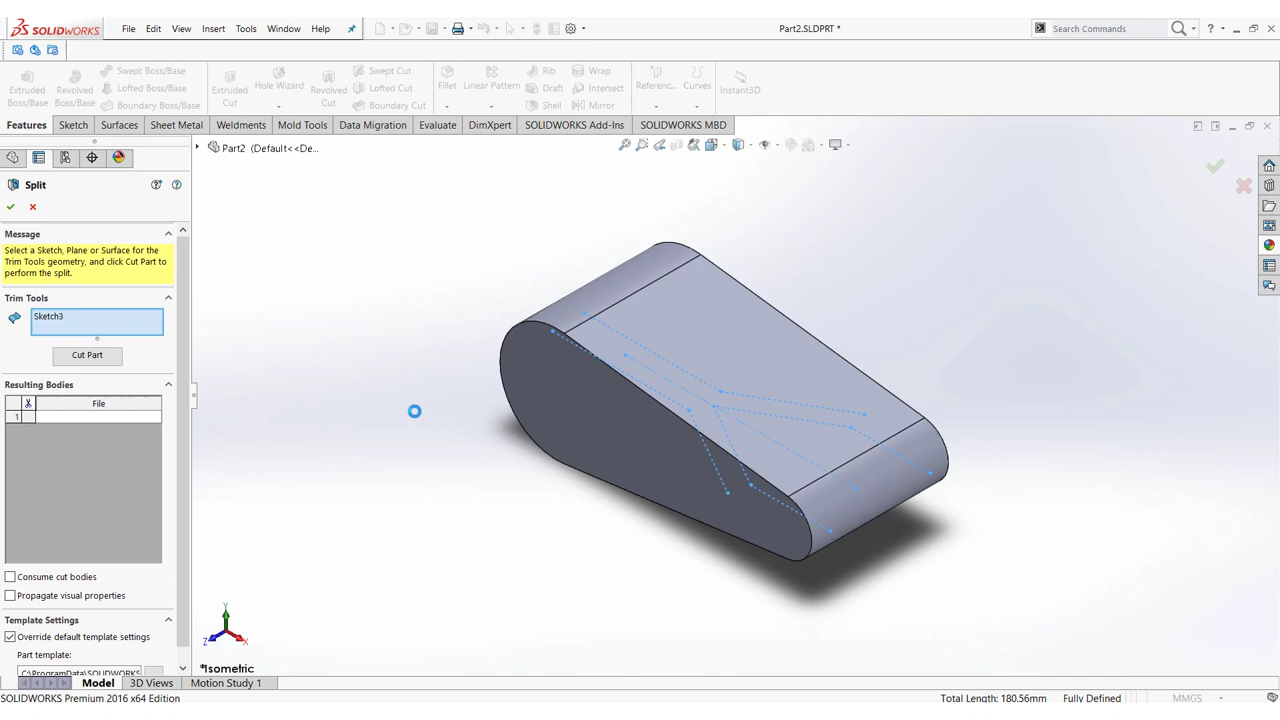 SOLIDWORKS File Edit View Insert Tools Window Help Part2.SLDPRT * Search Commands ?
Extruded Boss/Base Revolved Boss/Base Swept Boss/Base Lofted Boss/Base Boundary Boss/Base Extruded Cut Hole Wizard Revolved Cut Swept Cut Lofted Cut Boundary Cut Fillet Linear Pattern Rib Draft Shell Wrap Intersect Mirror Referenc... Curves Instant3D
Features Sketch Surfaces Sheet Metal Weldments Mold Tools Data Migration Evaluate DimXpert SOLIDWORKS Add-Ins SOLIDWORKS MBD
Part2 (Default<<De...
Split
Message
Select a Sketch, Plane or Surface for the
Trim Tools geometry, and click Cut Part to
perform the split.
Trim Tools
Sketch3
Cut Part
Resulting Bodies
File
1
Consume cut bodies
Propagate visual properties
Template Settings
Override default template settings
Part template:
C:\ProgramData\SOLIDWORKS
Y
Z X
*Isometric
Model 3D Views Motion Study 1
SOLIDWORKS Premium 2016 x64 Edition Total Length: 180.56mm Fully Defined MMGS